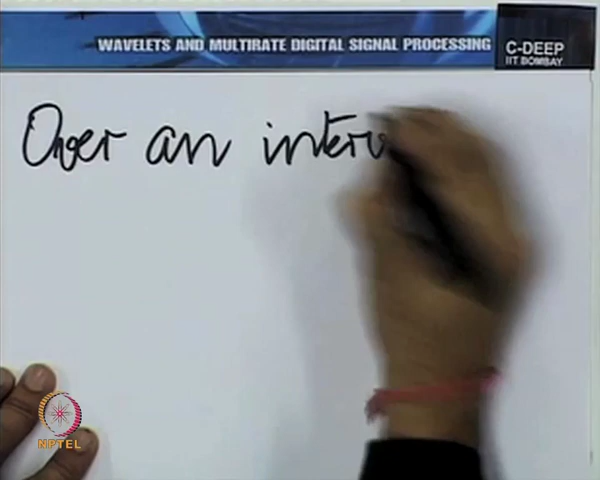 WAVELETS AND MULTIRATE DIGITAL SIGNAL PROCESSING
C-DEEP
IIT BOMBAY
Over an interv
NPTEL